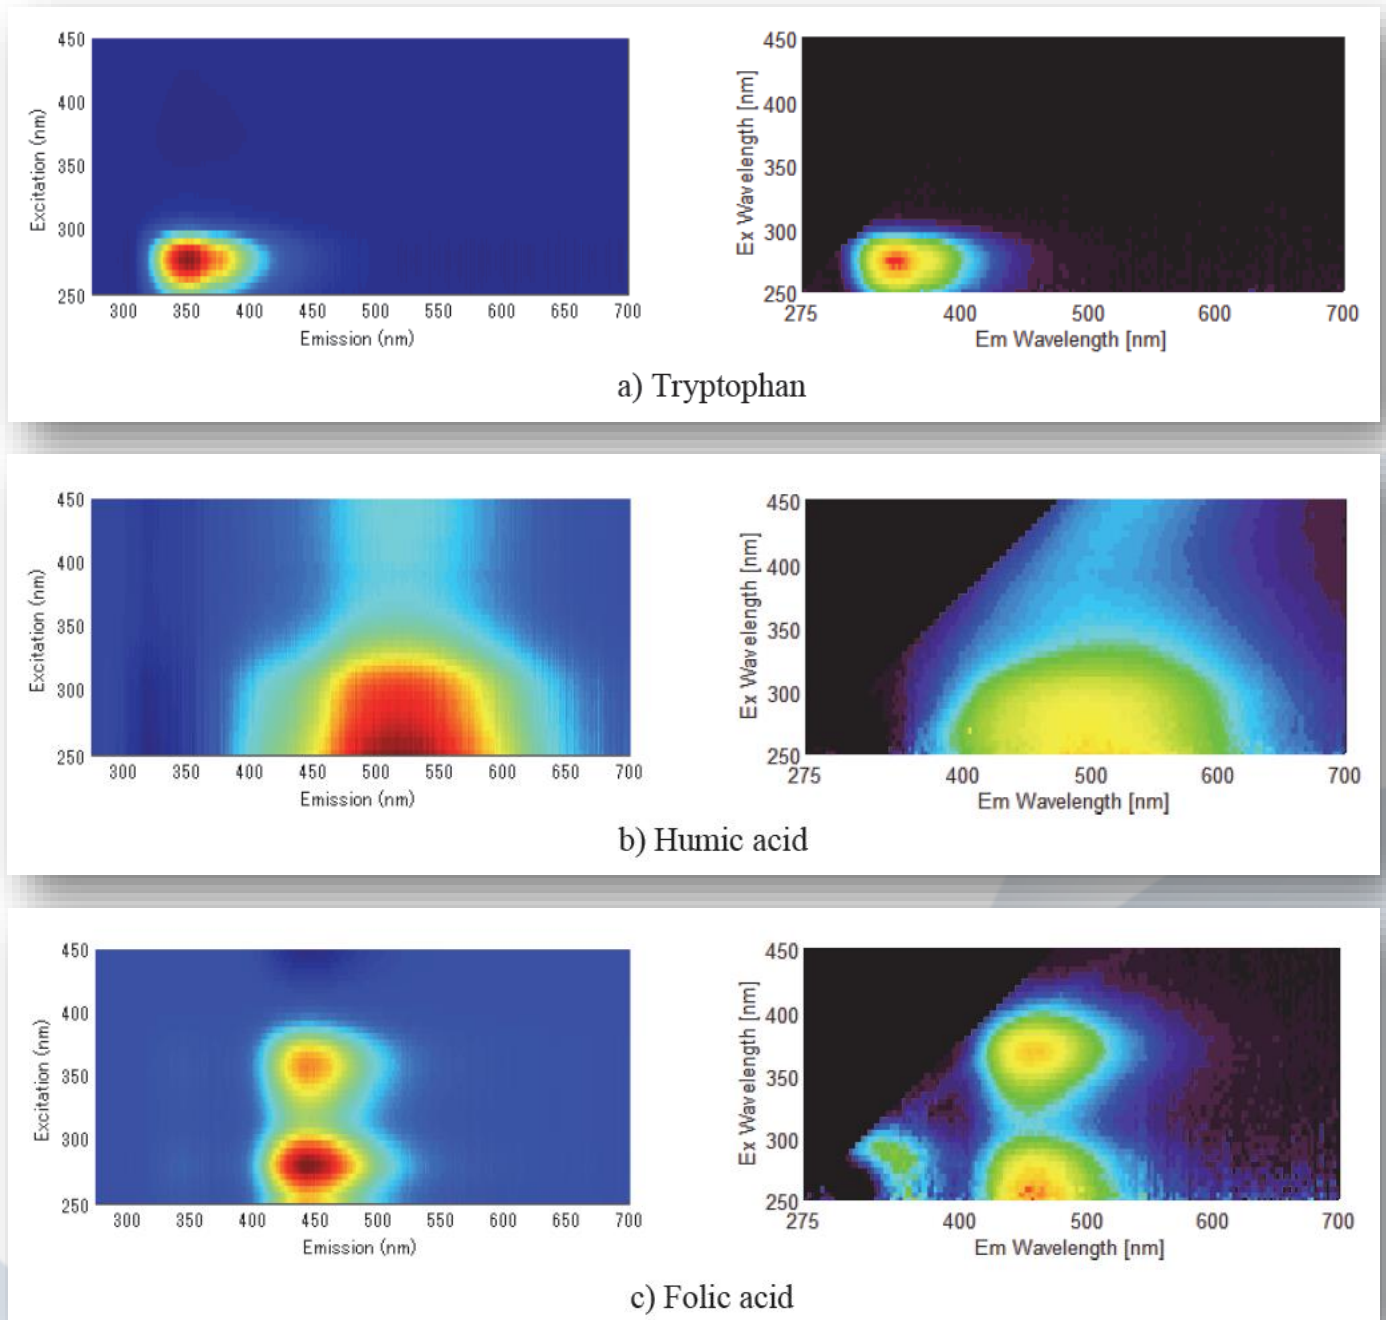 450
400
350
300
250
Excitation (nm)
300 350 400 450 500 550 600 650 700
Emission (nm)
450
400
350
300
250
Ex Wavelength [nm]
275 400 500 600 700
Em Wavelength [nm]
a) Tryptophan
450
400
350
300
250
Excitation (nm)
300 350 400 450 500 550 600 650 700
Emission (nm)
450
400
350
300
250
Ex Wavelength [nm]
275 400 500 600 700
Em Wavelength [nm]
b) Humic acid
450
400
350
300
250
Excitation (nm)
300 350 400 450 500 550 600 650 700
Emission (nm)
450
400
350
300
250
Ex Wavelength [nm]
275 400 500 600 700
Em Wavelength [nm]
c) Folic acid